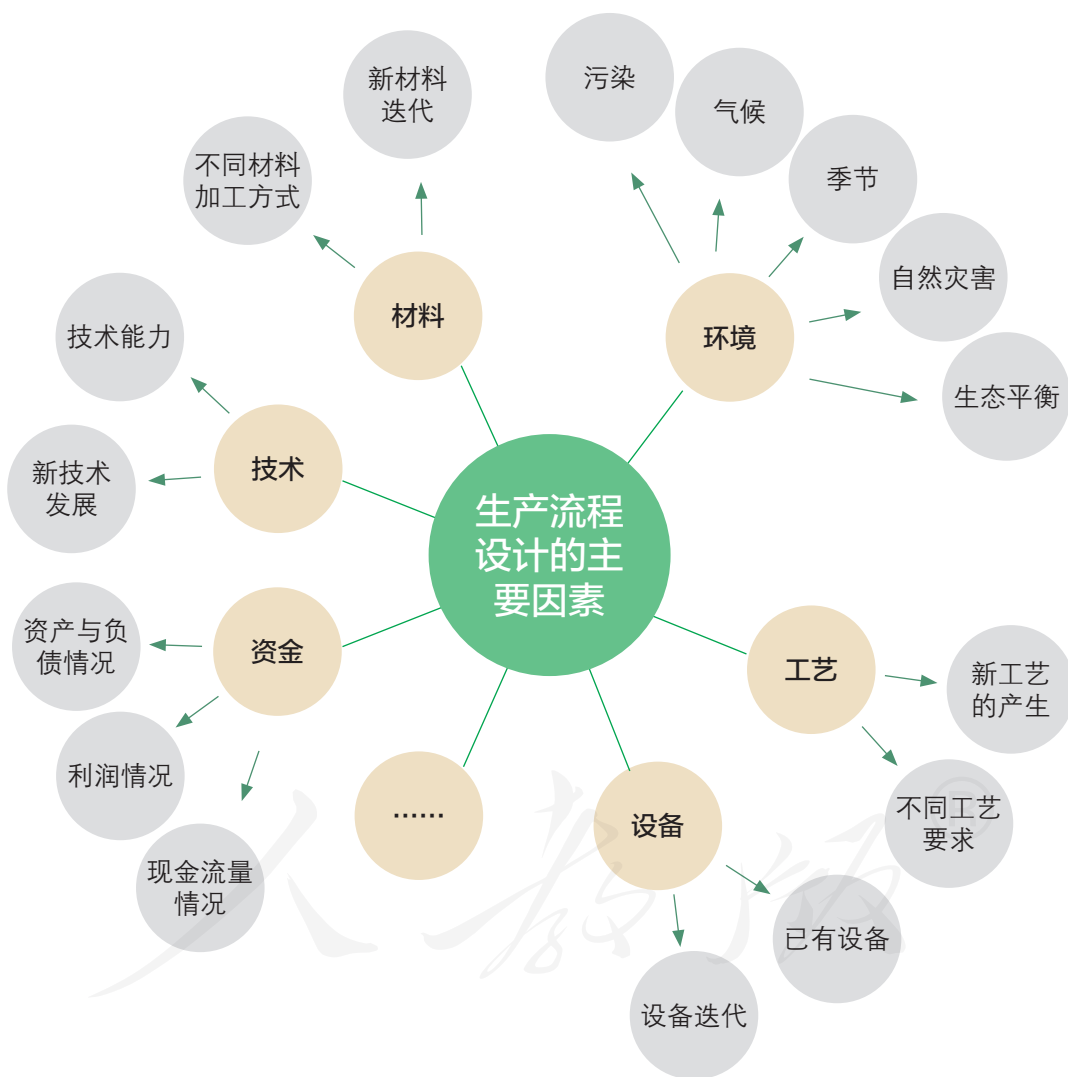 新材料
迭代
污染
气候
不同材料
加工方式
季节
自然灾害
材料
环境
技术能力
生态平衡
技术
新技术
发展
生产流程
设计的主
要因素
资产与负
债情况
资金
工艺
新工艺
的产生
利润情况
……
设备
不同工艺
要求
现金流量
情况
已有设备
设备迭代
人教版®